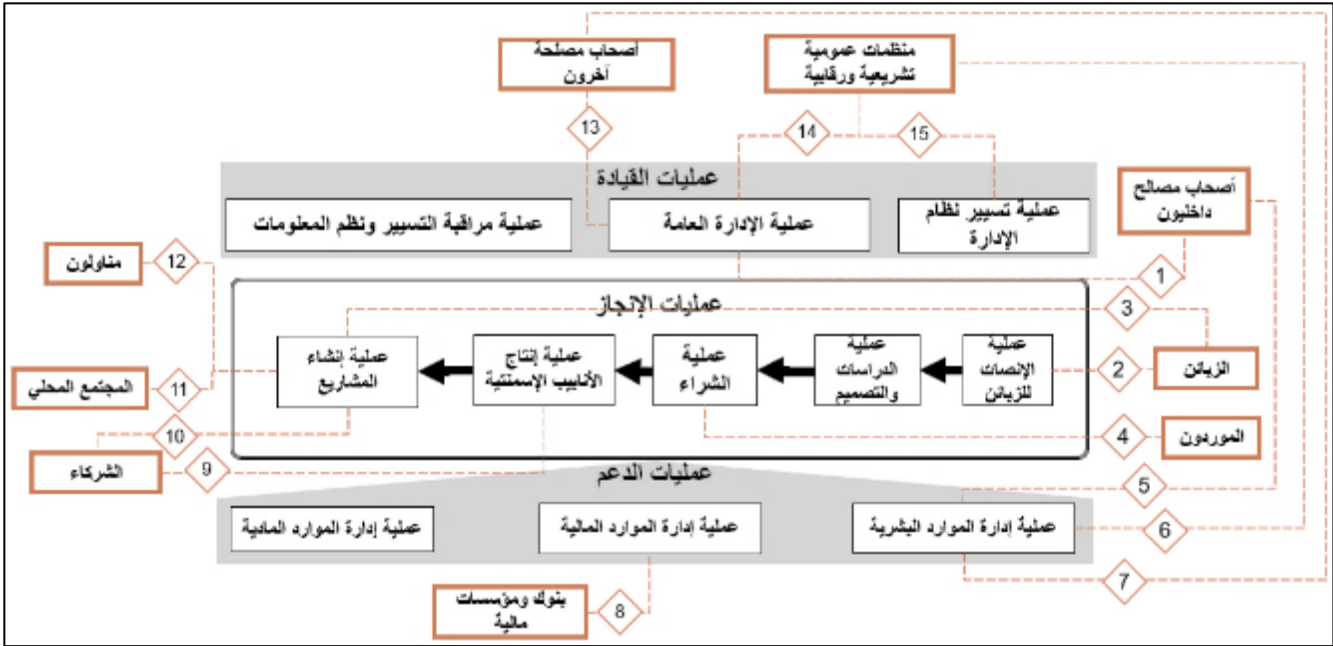 أصحاب مصلحة
آخرون
منظمات عمومية
تشريعية ورقابية
13
14
15
عمليات القيادة
أصحاب مصالح
داخليون
عملية تسيير نظام
الإدارة
عملية الإدارة العامة
عملية مراقبة التسيير ونظم المعلومات
1
12
مناولون
عمليات الإنجاز
3
عملية
الإنصات
للزبائن
عملية
الدراسات
والتصميم
عملية
الشراء
عملية إنتاج
الأنابيب الإسمنتية
عملية إنشاء
المشاريع
الزبائن
2
11
المجتمع المحلي
الموردون
4
10
9
الشركاء
عمليات الدعم
5
6
عملية إدارة الموارد البشرية
عملية إدارة الموارد المالية
عملية إدارة الموارد المادية
7
8
بنوك ومؤسسات
مالية